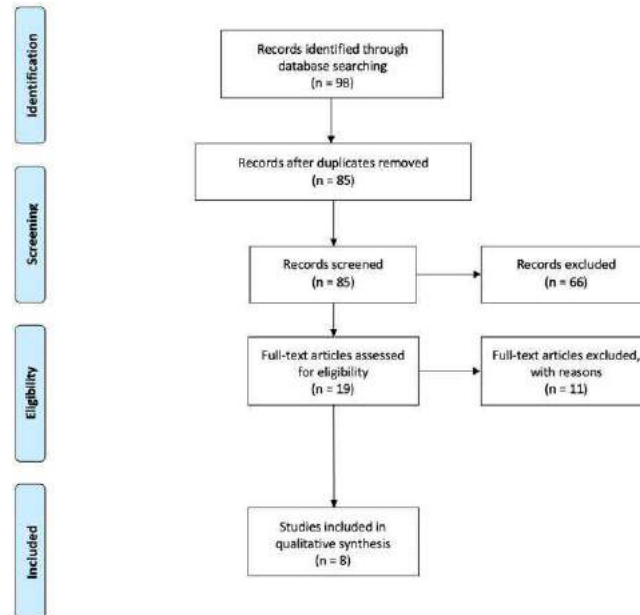 Identification
Records identified through
database searching
(n = 98)
Records after duplicates removed
(n = 85)
Screening
Records screened
(n = 85)
Records excluded
(n = 66)
Eligibility
Full-text articles assessed
for eligibility
(n = 19)
Full-text articles excluded,
with reasons
(n = 11)
Included
Studies included in
qualitative synthesis
(n = 8)